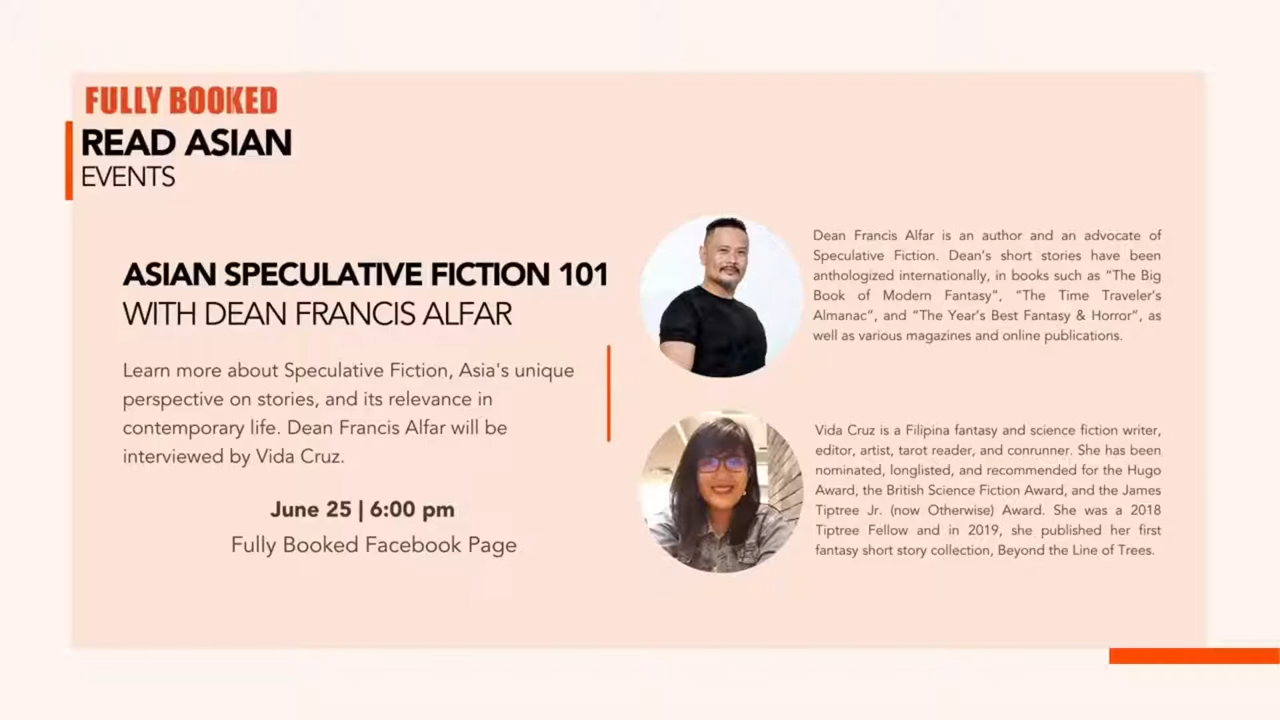 FULLY BOOKED
READ ASIAN
EVENTS
ASIAN SPECULATIVE FICTION 101
WITH DEAN FRANCIS ALFAR
Learn more about Speculative Fiction, Asia's unique
perspective on stories, and its relevance in
contemporary life. Dean Francis Alfar will be
interviewed by Vida Cruz.
June 25 | 6:00 pm
Fully Booked Facebook Page
Dean Francis Alfar is an author and an advocate of
Speculative Fiction. Dean’s short stories have been
anthologized internationally, in books such as “The Big
Book of Modern Fantasy”, “The Time Traveler’s
Almanac”, and “The Year’s Best Fantasy & Horror”, as
well as various magazines and online publications.
Vida Cruz is a Filipina fantasy and science fiction writer,
editor, artist, tarot reader, and conrunner. She has been
nominated, longlisted, and recommended for the Hugo
Award, the British Science Fiction Award, and the James
Tiptree Jr. (now Otherwise) Award. She was a 2018
Tiptree Fellow and in 2019, she published her first
fantasy short story collection, Beyond the Line of Trees.